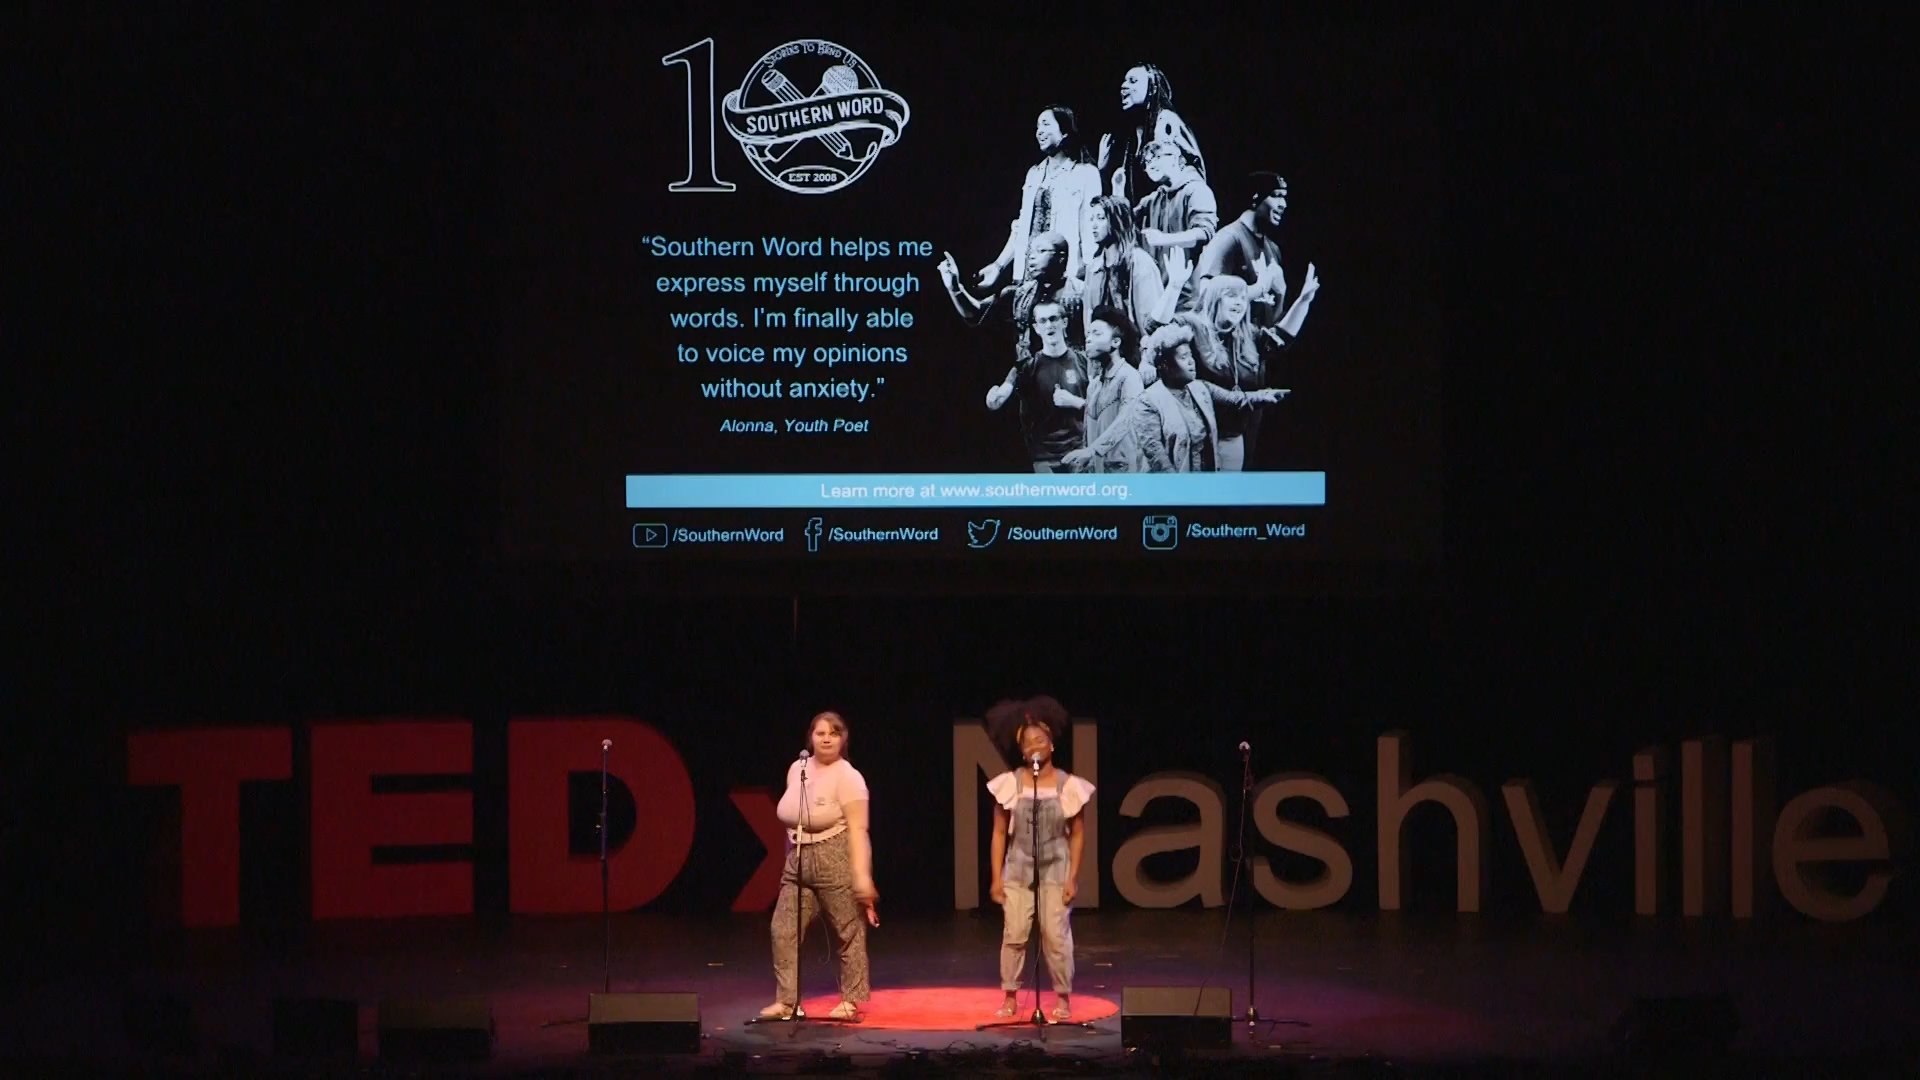 10
Stories To Bend Us
SOUTHERN WORD
EST 2008
“Southern Word helps me
express myself through
words. I'm finally able
to voice my opinions
without anxiety."
Alonna, Youth Poet
Learn more at www.southernword.org.
/SouthernWord /SouthernWord /SouthernWord /Southern_Word
TEDx Nashville